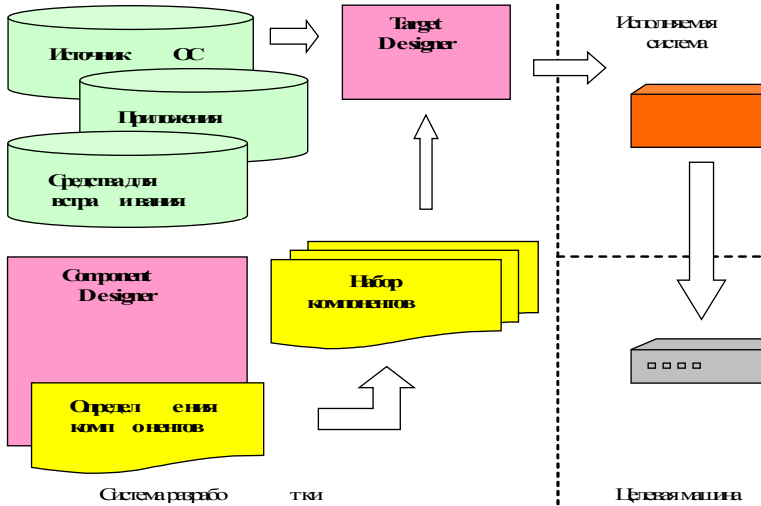 Источник ОС
Приложения
Средства для
встраивания
Target
Designer
Исполняемая
система
Component
Designer
Определения
компонентов
Набор
компонентов
Система разработки
Целевая машина